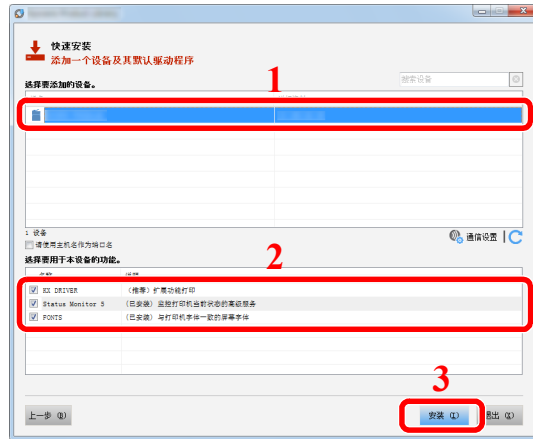 快速安装
添加一个设备及其默认驱动程序
1
选择要添加的设备。
搜索设备
1 设备
请使用主机名作为端口名
通信设置
选择要用于本设备的功能。
2
名称 说明
KX DRIVER (推荐) 扩展功能打印
Status Monitor 5 (已安装) 监控打印机当前状态的高级服务
FONTS (已安装) 与打印机字体一致的屏幕字体
3
上一步 (B)
安装 (I)
退出 (X)